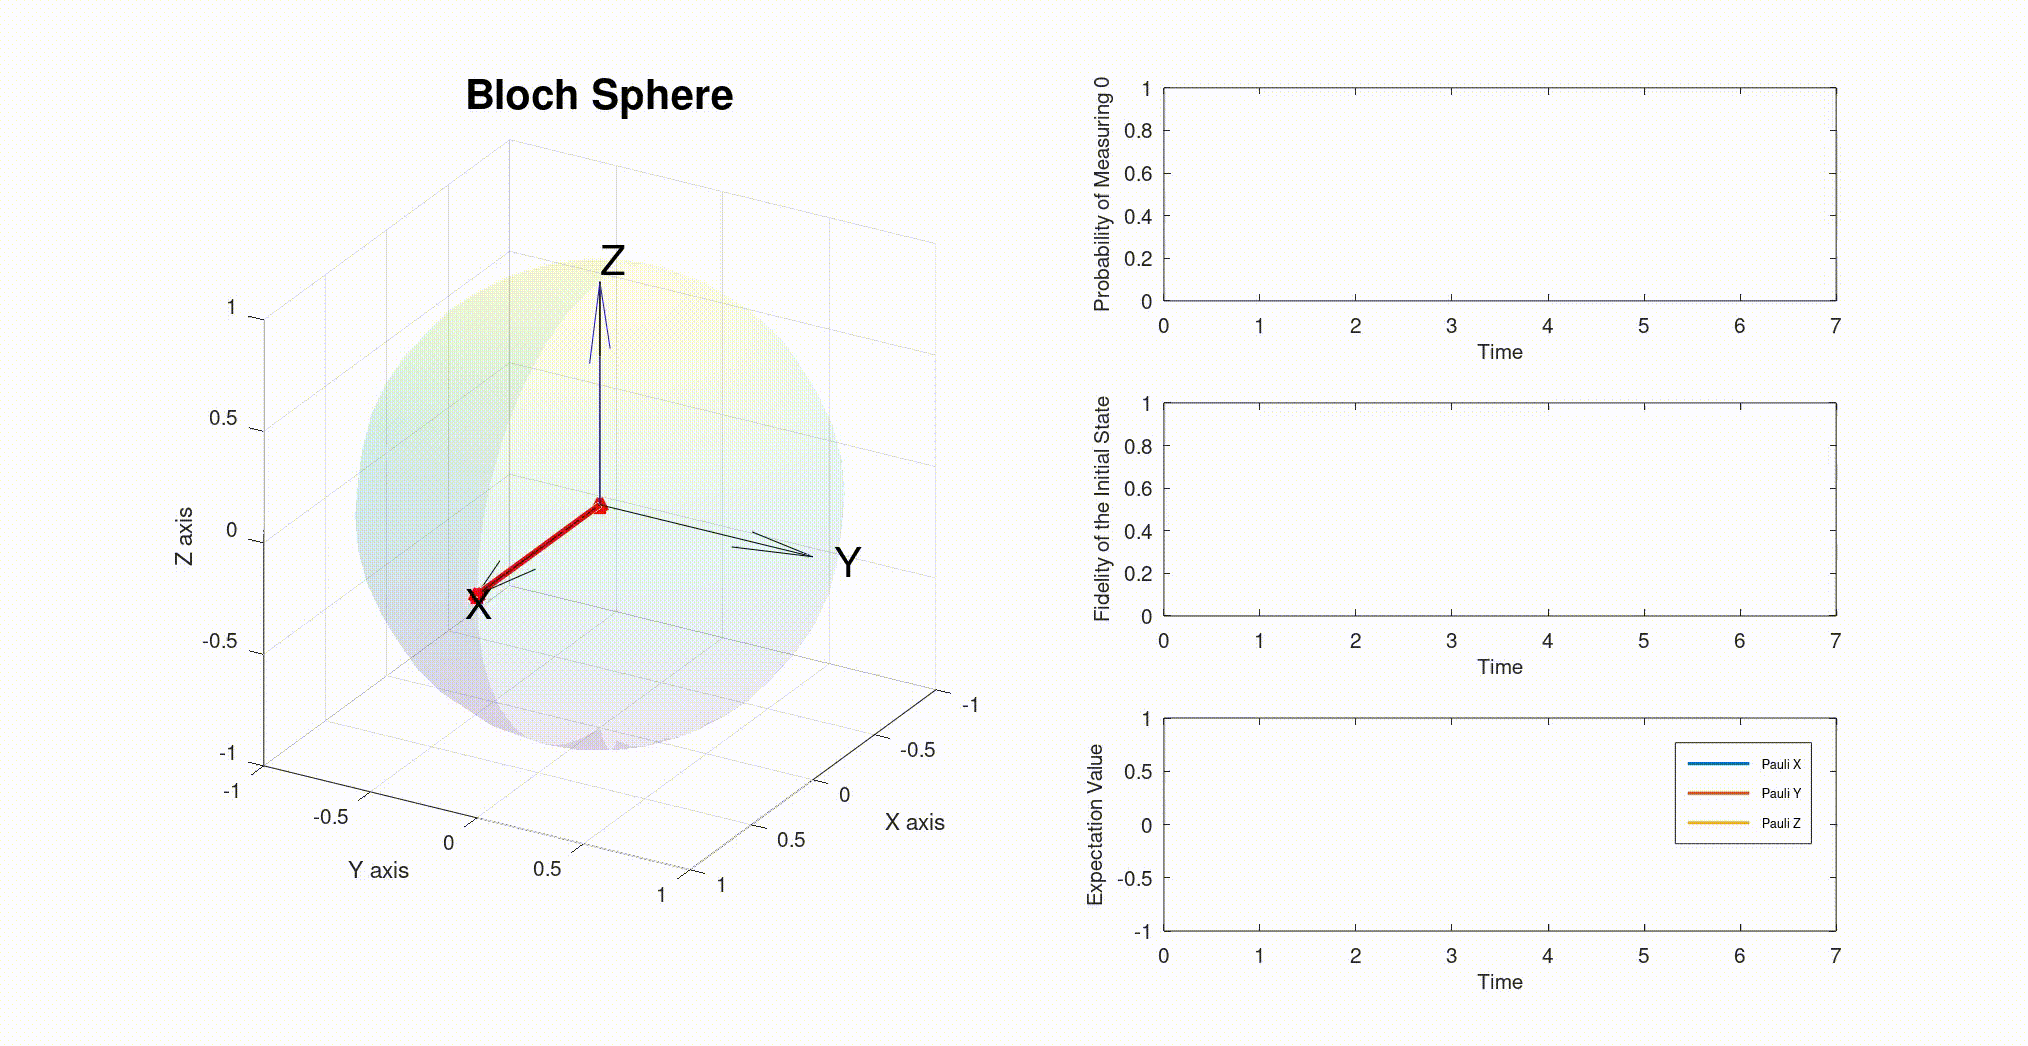 Bloch Sphere
Z
Y
X
1
0.5
0
-0.5
-1
Z axis
-1
-0.5
0
0.5
1
Y axis
1
0.5
0
-0.5
-1
X axis
1
0.8
0.6
0.4
0.2
0
Probability of Measuring 0
0 1 2 3 4 5 6 7
Time
1
0.8
0.6
0.4
0.2
0
Fidelity of the Initial State
0 1 2 3 4 5 6 7
Time
1
0.5
0
-0.5
-1
Expectation Value
Pauli X
Pauli Y
Pauli Z
0 1 2 3 4 5 6 7
Time